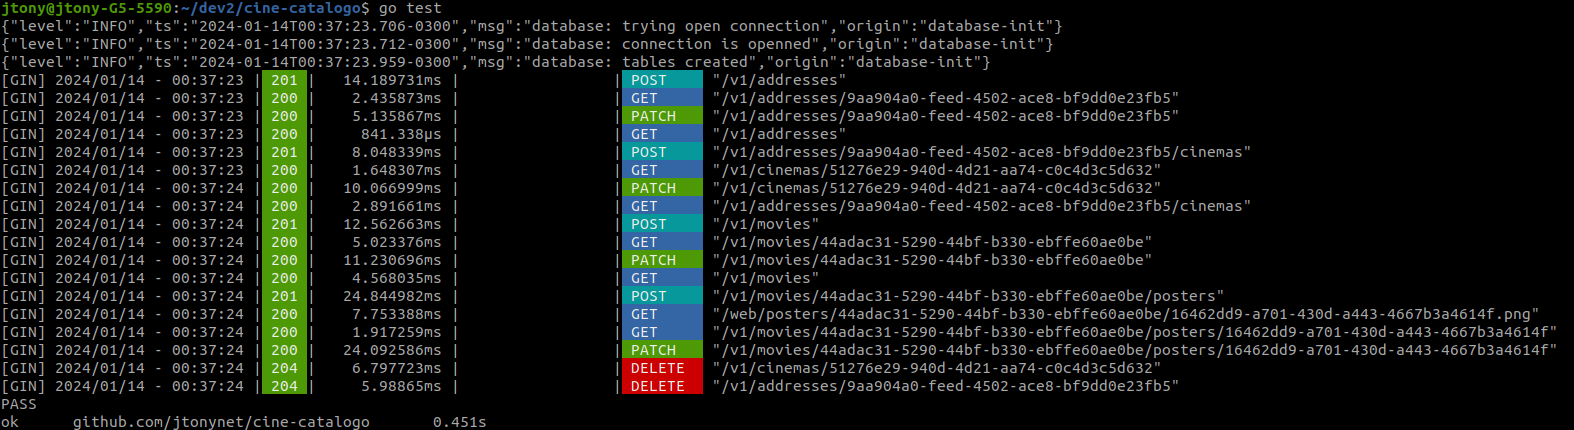 jtony@jtony-G5-5590:~/dev2/cine-catalogo$ go test
{"level":"INFO","ts":"2024-01-14T00:37:23.706-0300","msg":"database: trying open connection","origin":"database-init"}
{"level":"INFO","ts":"2024-01-14T00:37:23.712-0300","msg":"database: connection is openned","origin":"database-init"}
{"level":"INFO","ts":"2024-01-14T00:37:23.959-0300","msg":"database: tables created","origin":"database-init"}
[GIN] 2024/01/14 - 00:37:23 | 201 |    14.189731ms |                 | POST     "/v1/addresses"
[GIN] 2024/01/14 - 00:37:23 | 200 |     2.435873ms |                 | GET      "/v1/addresses/9aa904a0-feed-4502-ace8-bf9dd0e23fb5"
[GIN] 2024/01/14 - 00:37:23 | 200 |     5.135867ms |                 | PATCH    "/v1/addresses/9aa904a0-feed-4502-ace8-bf9dd0e23fb5"
[GIN] 2024/01/14 - 00:37:23 | 200 |      841.338µs |                 | GET      "/v1/addresses"
[GIN] 2024/01/14 - 00:37:23 | 201 |     8.048339ms |                 | POST     "/v1/addresses/9aa904a0-feed-4502-ace8-bf9dd0e23fb5/cinemas"
[GIN] 2024/01/14 - 00:37:23 | 200 |     1.648307ms |                 | GET      "/v1/cinemas/51276e29-940d-4d21-aa74-c0c4d3c5d632"
[GIN] 2024/01/14 - 00:37:24 | 200 |    10.066999ms |                 | PATCH    "/v1/cinemas/51276e29-940d-4d21-aa74-c0c4d3c5d632"
[GIN] 2024/01/14 - 00:37:24 | 200 |     2.891661ms |                 | GET      "/v1/addresses/9aa904a0-feed-4502-ace8-bf9dd0e23fb5/cinemas"
[GIN] 2024/01/14 - 00:37:24 | 201 |    12.562663ms |                 | POST     "/v1/movies"
[GIN] 2024/01/14 - 00:37:24 | 200 |     5.023376ms |                 | GET      "/v1/movies/44adac31-5290-44bf-b330-ebffe60ae0be"
[GIN] 2024/01/14 - 00:37:24 | 200 |    11.230696ms |                 | PATCH    "/v1/movies/44adac31-5290-44bf-b330-ebffe60ae0be"
[GIN] 2024/01/14 - 00:37:24 | 200 |     4.568035ms |                 | GET      "/v1/movies"
[GIN] 2024/01/14 - 00:37:24 | 201 |    24.844982ms |                 | POST     "/v1/movies/44adac31-5290-44bf-b330-ebffe60ae0be/posters"
[GIN] 2024/01/14 - 00:37:24 | 200 |     7.753388ms |                 | GET      "/web/posters/44adac31-5290-44bf-b330-ebffe60ae0be/16462dd9-a701-430d-a443-4667b3a4614f.png"
[GIN] 2024/01/14 - 00:37:24 | 200 |     1.917259ms |                 | GET      "/v1/movies/44adac31-5290-44bf-b330-ebffe60ae0be/posters/16462dd9-a701-430d-a443-4667b3a4614f"
[GIN] 2024/01/14 - 00:37:24 | 200 |    24.092586ms |                 | PATCH    "/v1/movies/44adac31-5290-44bf-b330-ebffe60ae0be/posters/16462dd9-a701-430d-a443-4667b3a4614f"
[GIN] 2024/01/14 - 00:37:24 | 204 |     6.797723ms |                 | DELETE   "/v1/cinemas/51276e29-940d-4d21-aa74-c0c4d3c5d632"
[GIN] 2024/01/14 - 00:37:24 | 204 |      5.98865ms |                 | DELETE   "/v1/addresses/9aa904a0-feed-4502-ace8-bf9dd0e23fb5"
PASS
ok      github.com/jtonynet/cine-catalogo       0.451s